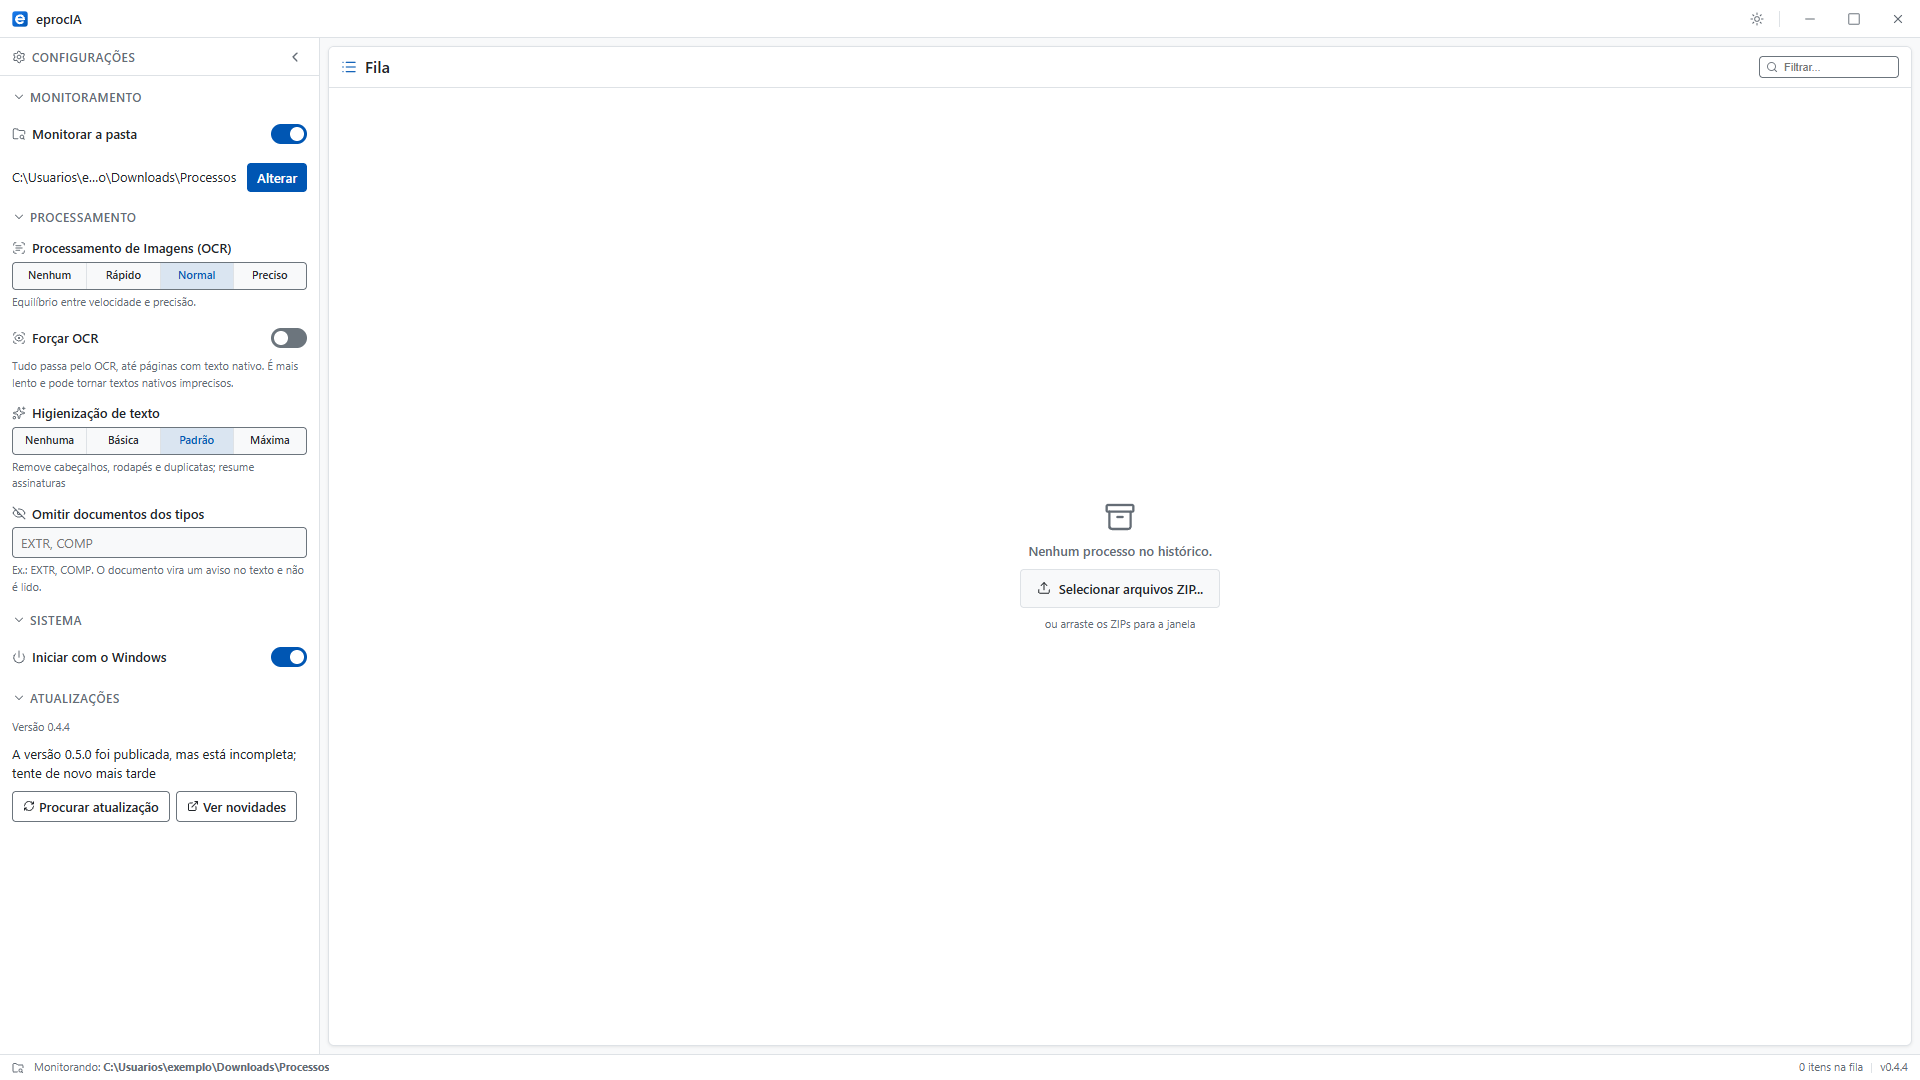 eprocIA
CONFIGURAÇÕES
MONITORAMENTO
Monitorar a pasta
C:\Usuarios\e...o\Downloads\Processos
Alterar
PROCESSAMENTO
Processamento de Imagens (OCR)
Nenhum Rápido Normal Preciso
Equilíbrio entre velocidade e precisão.
Forçar OCR
Tudo passa pelo OCR, até páginas com texto nativo. É mais
lento e pode tornar textos nativos imprecisos.
Higienização de texto
Nenhuma Básica Padrão Máxima
Remove cabeçalhos, rodapés e duplicatas; resume
assinaturas
Omitir documentos dos tipos
EXTR, COMP
Ex.: EXTR, COMP. O documento vira um aviso no texto e não
é lido.
SISTEMA
Iniciar com o Windows
ATUALIZAÇÕES
Versão 0.4.4
A versão 0.5.0 foi publicada, mas está incompleta;
tente de novo mais tarde
Procurar atualização Ver novidades
Fila
Filtrar...
Nenhum processo no histórico.
Selecionar arquivos ZIP...
ou arraste os ZIPs para a janela
Monitorando: C:\Usuarios\exemplo\Downloads\Processos
0 itens na fila v0.4.4